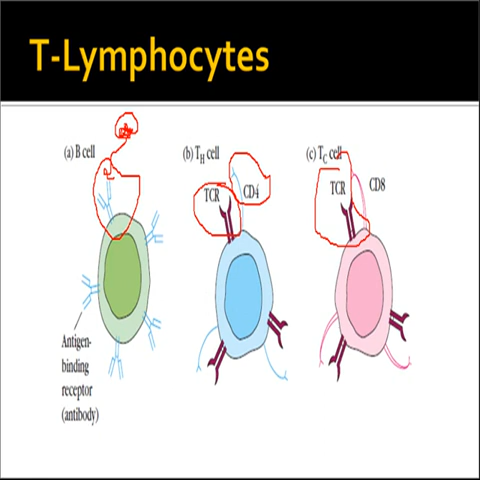 T-Lymphocytes
(a) B cell
(b) TH cell
(c) TC cell
TCR
CD4
TCR
CD8
Antigen-
binding
receptor
(antibody)